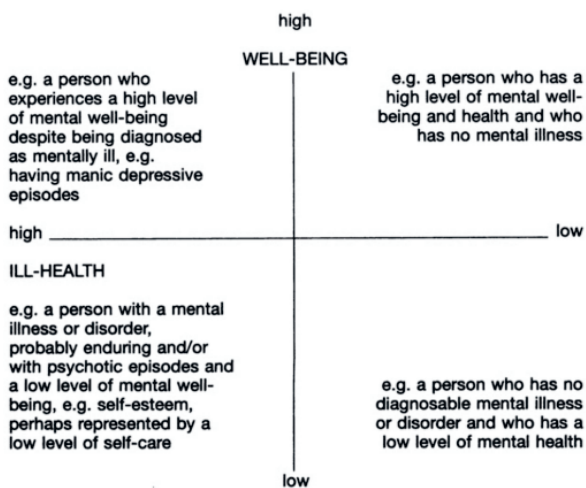 high
WELL-BEING
e.g. a person who
experiences a high level
of mental well-being
despite being diagnosed
as mentally ill, e.g.
having manic depressive
episodes
e.g. a person who has a
high level of mental well-
being and health and who
has no mental illness
high
low
ILL-HEALTH
e.g. a person with a mental
illness or disorder,
probably enduring and/or
with psychotic episodes and
a low level of mental well-
being, e.g. self-esteem,
perhaps represented by a
low level of self-care
e.g. a person who has no
diagnosable mental illness
or disorder and who has a
low level of mental health
low